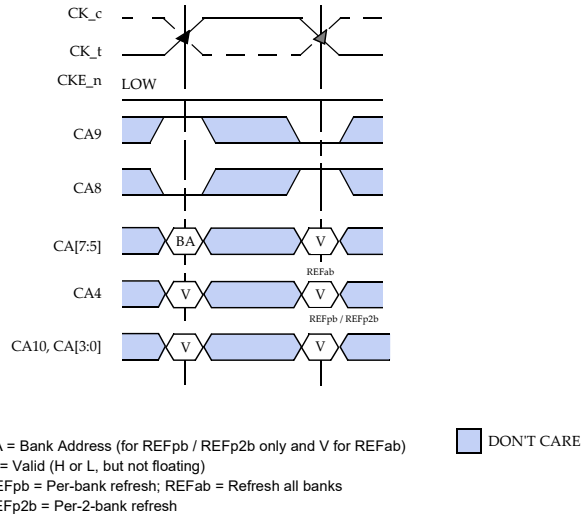 CK_c
CK_t
CKE_n LOW
CA9
CA8
CA[7:5] BA V
REFab
CA4 V V
REFpb / REFp2b
CA10, CA[3:0] V V
A = Bank Address (for REFpb / REFp2b only and V for REFab)
DON'T CARE
= Valid (H or L, but not floating)
EFpb = Per-bank refresh; REFab = Refresh all banks
EFp2b = Per-2-bank refresh